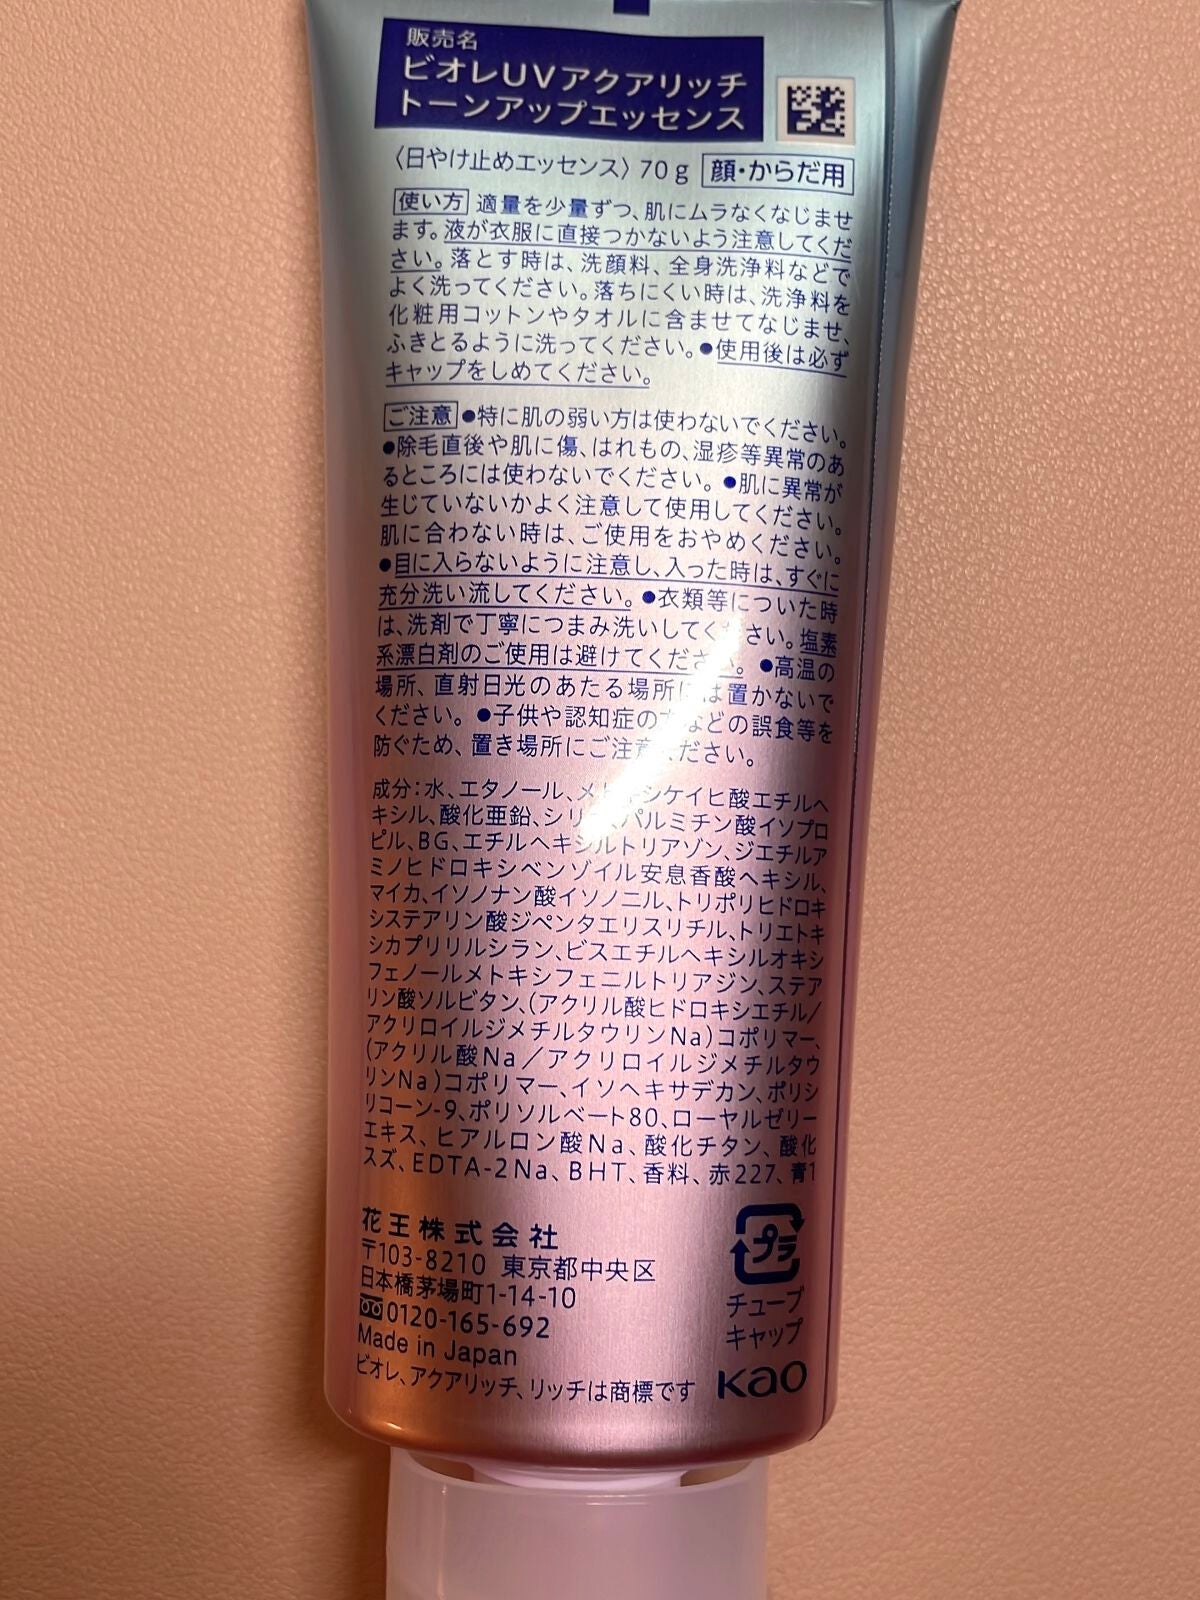 販売名
ビオレUVアクアリッチ
トーンアップエッセンス
〈日やけ止めエッセンス〉70g 顔・からだ用
使い方 適量を少量ずつ、肌にムラなくなじませ
ます。液が衣服に直接つかないよう注意してくだ
さい。落とす時は、洗顔料、全身洗浄料などで
よく洗ってください。落ちにくい時は、洗浄料を
化粧用コットンやタオルに含ませてなじませ、
ふきとるように洗ってください。●使用後は必ず
キャップをしめてください。
ご注意 ●特に肌の弱い方は使わないでください。
●除毛直後や肌に傷、はれもの、湿疹等異常のあ
るところには使わないでください。●肌に異常が
生じていないかよく注意して使用してください。
肌に合わない時は、ご使用をおやめください。
●目に入らないように注意し、入った時は、すぐに
充分洗い流してください。●衣類等についた時
は、洗剤で丁寧につまみ洗いしてください。塩素
系漂白剤のご使用は避けてください。●高温の
場所、直射日光のあたる場所には置かないで
ください。●子供や認知症の方などの誤食等を
防ぐため、置き場所にご注意ください。
成分：水、エタノール、メトキシケイヒ酸エチルヘ
キシル、酸化亜鉛、シリカ、パルミチン酸イソプロ
ピル、BG、エチルヘキシルトリアゾン、ジエチルア
ミノヒドロキシベンゾイル安息香酸ヘキシル、
マイカ、イソノナン酸イソノニル、トリポリヒドロキ
システアリン酸ジペンタエリスリチル、トリエトキ
シカプリリルシラン、ビスエチルヘキシルオキシ
フェノールメトキシフェニルトリアジン、ステア
リン酸ソルビタン、（アクリル酸ヒドロキシエチル／
アクリロイルジメチルタウリンNa）コポリマー、
（アクリル酸Na／アクリロイルジメチルタウ
リンNa）コポリマー、イソヘキサデカン、ポリシ
リコーン-9、ポリソルベート80、ローヤルゼリー
エキス、ヒアルロン酸Na、酸化チタン、酸化
スズ、EDTA-2Na、BHT、香料、赤227、青1
花王株式会社
〒103-8210 東京都中央区
日本橋茅場町1-14-10
0120-165-692
Made in Japan
ビオレ、アクアリッチ、リッチは商標です
プラ
チューブ
キャップ
Kao